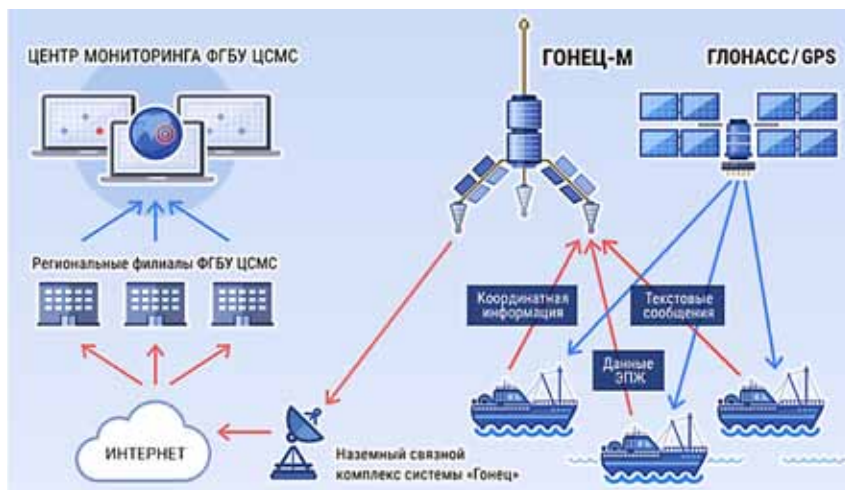 ЦЕНТР МОНИТОРИНГА ФГБУ ЦСМС
ГОНЕЦ-М
ГЛОНАСС/GPS
Региональные филиалы ФГБУ ЦСМС
Координатная
информация
Текстовые
сообщения
Данные
ЭПЖ
ИНТЕРНЕТ
Наземный связной
комплекс системы «Гонец»